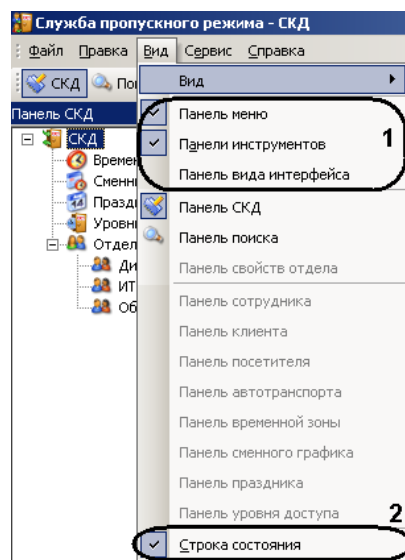 Служба пропускного режима - СКД
Файл Правка Вид Сервис Справка
СКД По
Вид
Панель СКД
Панель меню
1
СКД
Панели инструментов
Времен
Панель вида интерфейса
Сменн
Празд
Панель СКД
Уровн
Панель поиска
Отдел
Панель свойств отдела
Ди
ИТ
Панель сотрудника
Об
Панель клиента
Панель посетителя
Панель автотранспорта
Панель временной зоны
Панель сменного графика
Панель праздника
Панель уровня доступа
2
Строка состояния